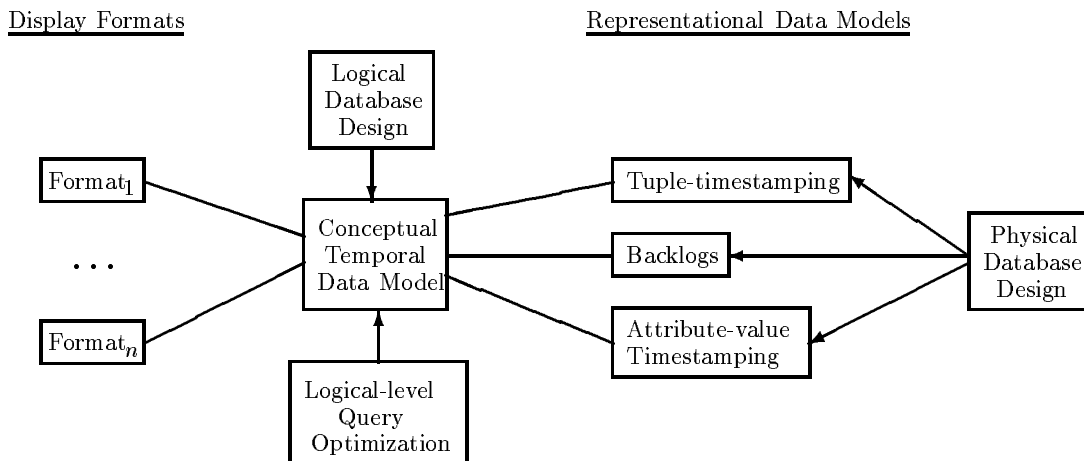 Display Formats
Representational Data Models
Logical
Database
Design
Format1
...
Formatn
Conceptual
Temporal
Data Model
Logical-level
Query
Optimization
Tuple-timestamping
Backlogs
Attribute-value
Timestamping
Physical
Database
Design